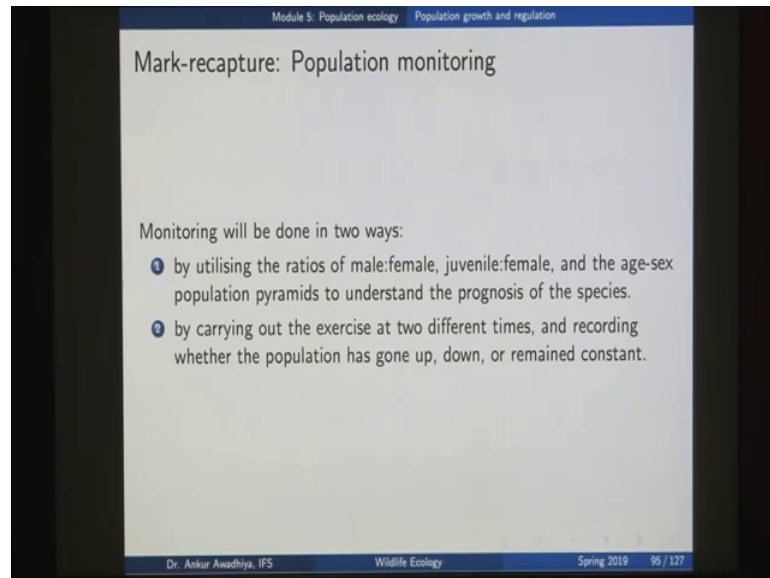 Module 5: Population ecology Population growth and regulation
Mark-recapture: Population monitoring
Monitoring will be done in two ways:
1 by utilising the ratios of male:female, juvenile:female, and the age-sex
population pyramids to understand the prognosis of the species.
2 by carrying out the exercise at two different times, and recording
whether the population has gone up, down, or remained constant.
Dr. Ankur Awadhiya, IFS Wildlife Ecology Spring 2019 95 / 127